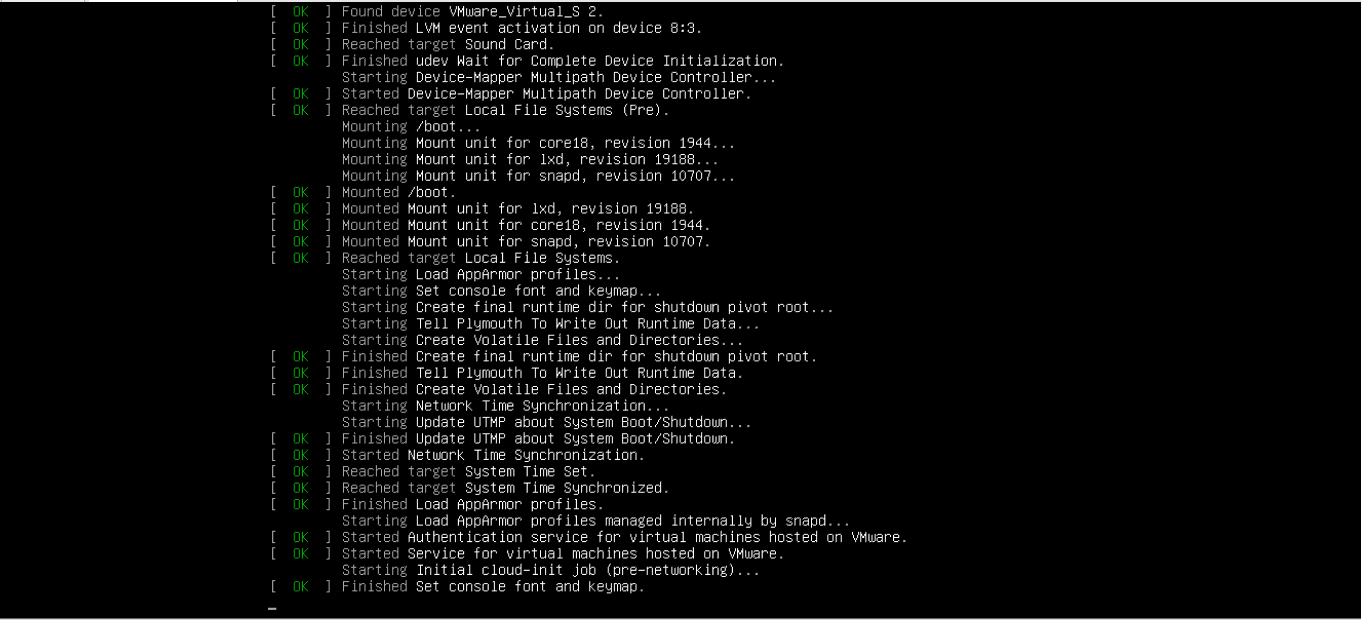 [  OK  ] Found device VMware_Virtual_S 2.
[  OK  ] Finished LVM event activation on device 8:3.
[  OK  ] Reached target Sound Card.
[  OK  ] Finished udev Wait for Complete Device Initialization.
Starting Device-Mapper Multipath Device Controller...
[  OK  ] Started Device-Mapper Multipath Device Controller.
[  OK  ] Reached target Local File Systems (Pre).
Mounting /boot...
Mounting Mount unit for core18, revision 1944...
Mounting Mount unit for lxd, revision 19188...
Mounting Mount unit for snapd, revision 10707...
[  OK  ] Mounted /boot.
[  OK  ] Mounted Mount unit for lxd, revision 19188.
[  OK  ] Mounted Mount unit for core18, revision 1944.
[  OK  ] Mounted Mount unit for snapd, revision 10707.
[  OK  ] Reached target Local File Systems.
Starting Load AppArmor profiles...
Starting Set console font and keymap...
Starting Create final runtime dir for shutdown pivot root...
Starting Tell Plymouth To Write Out Runtime Data...
Starting Create Volatile Files and Directories...
[  OK  ] Finished Create final runtime dir for shutdown pivot root.
[  OK  ] Finished Tell Plymouth To Write Out Runtime Data.
[  OK  ] Finished Create Volatile Files and Directories.
Starting Network Time Synchronization...
Starting Update UTMP about System Boot/Shutdown...
[  OK  ] Finished Update UTMP about System Boot/Shutdown.
[  OK  ] Started Network Time Synchronization.
[  OK  ] Reached target System Time Set.
[  OK  ] Reached target System Time Synchronized.
[  OK  ] Finished Load AppArmor profiles.
Starting Load AppArmor profiles managed internally by snapd...
[  OK  ] Started Authentication service for virtual machines hosted on VMware.
[  OK  ] Started Service for virtual machines hosted on VMware.
Starting Initial cloud-init job (pre-networking)...
[  OK  ] Finished Set console font and keymap.